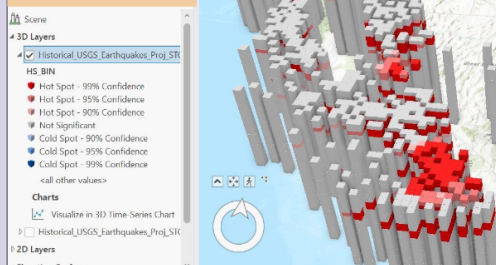 Scene
3D Layers
Historical_USGS_Earthquakes_Proj_STC
HS_BIN
Hot Spot - 99% Confidence
Hot Spot - 95% Confidence
Hot Spot - 90% Confidence
Not Significant
Cold Spot - 90% Confidence
Cold Spot - 95% Confidence
Cold Spot - 99% Confidence
<all other values>
Charts
Visualize in 3D Time-Series Chart
Historical_USGS_Earthquakes_Proj_STC
2D Layers